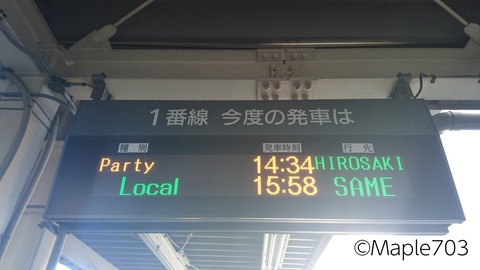 1番線 今度の発車は
種別 発車時刻 行先
Party 14:34 HIROSAKI
Local 15:58 SAME
©Maple703